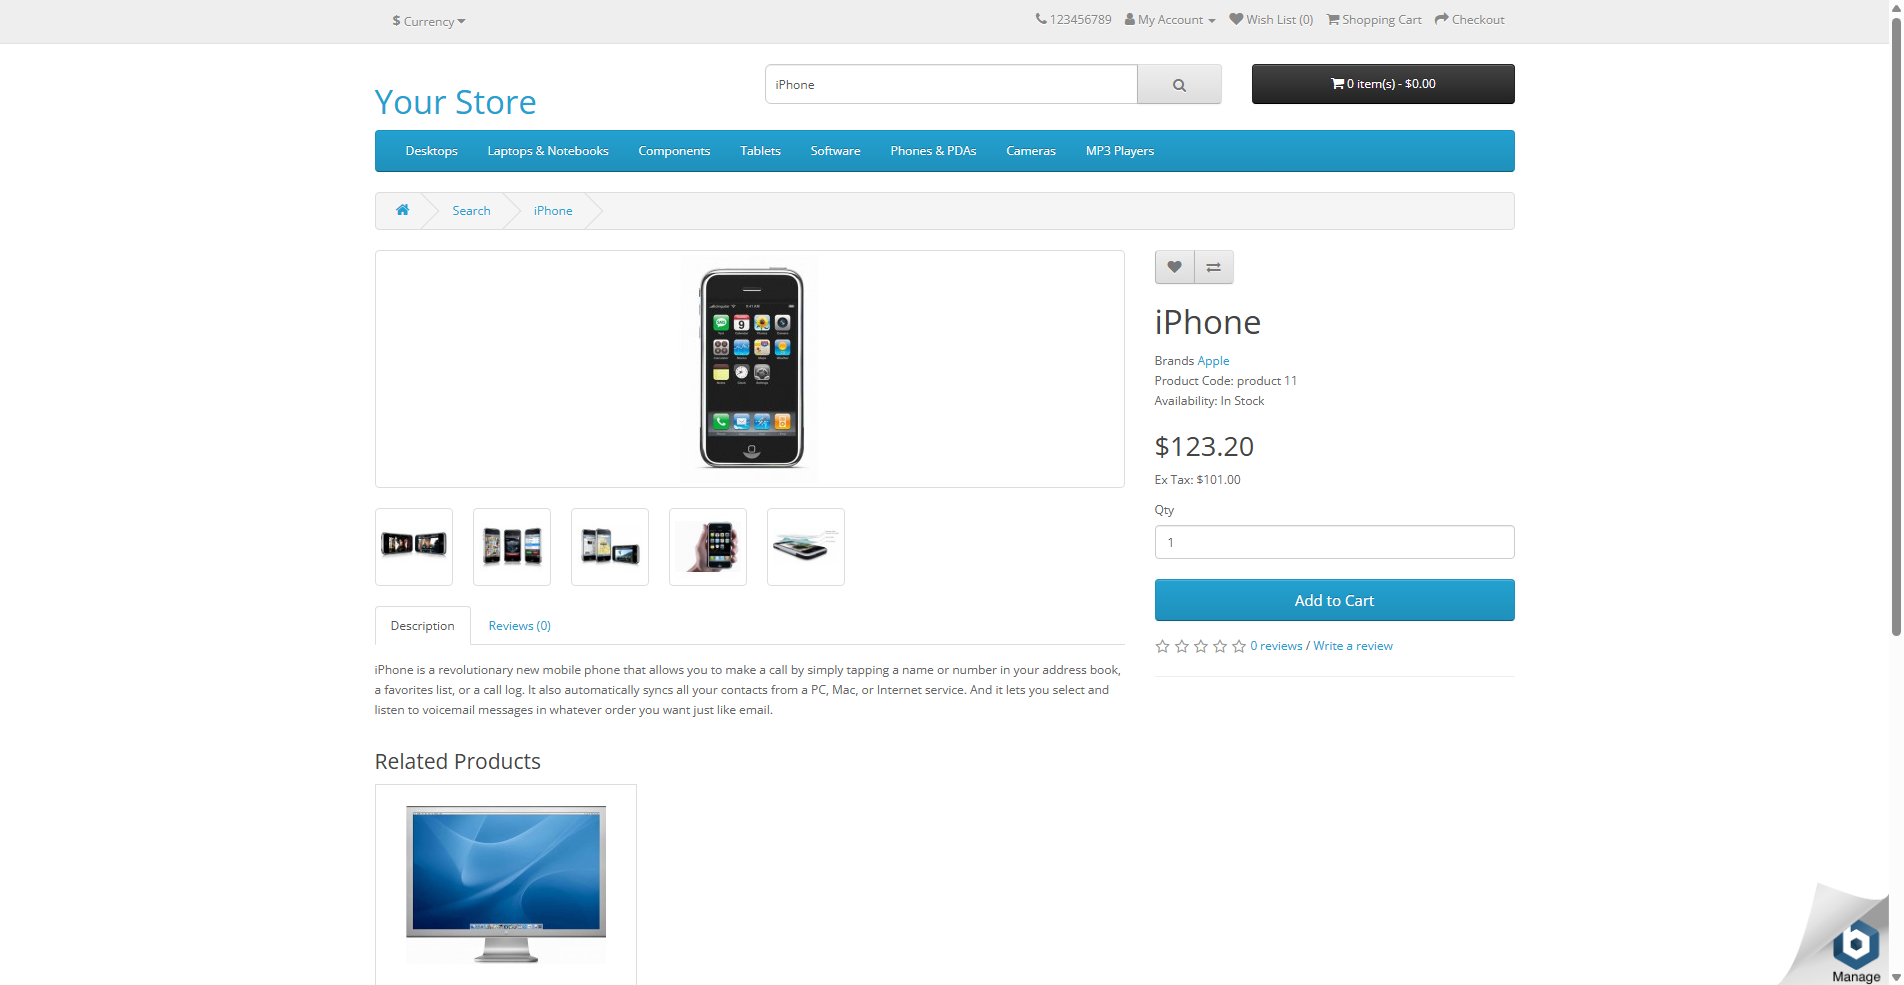 $ Currency
123456789 My Account Wish List (0) Shopping Cart Checkout
Your Store
iPhone
0 item(s) - $0.00
Desktops Laptops & Notebooks Components Tablets Software Phones & PDAs Cameras MP3 Players
Search iPhone
iPhone
Brands Apple
Product Code: product 11
Availability: In Stock
$123.20
Ex Tax: $101.00
Qty
1
Add to Cart
0 reviews / Write a review
Description Reviews (0)
iPhone is a revolutionary new mobile phone that allows you to make a call by simply tapping a name or number in your address book,
a favorites list, or a call log. It also automatically syncs all your contacts from a PC, Mac, or Internet service. And it lets you select and
listen to voicemail messages in whatever order you want just like email.
Related Products
Manage